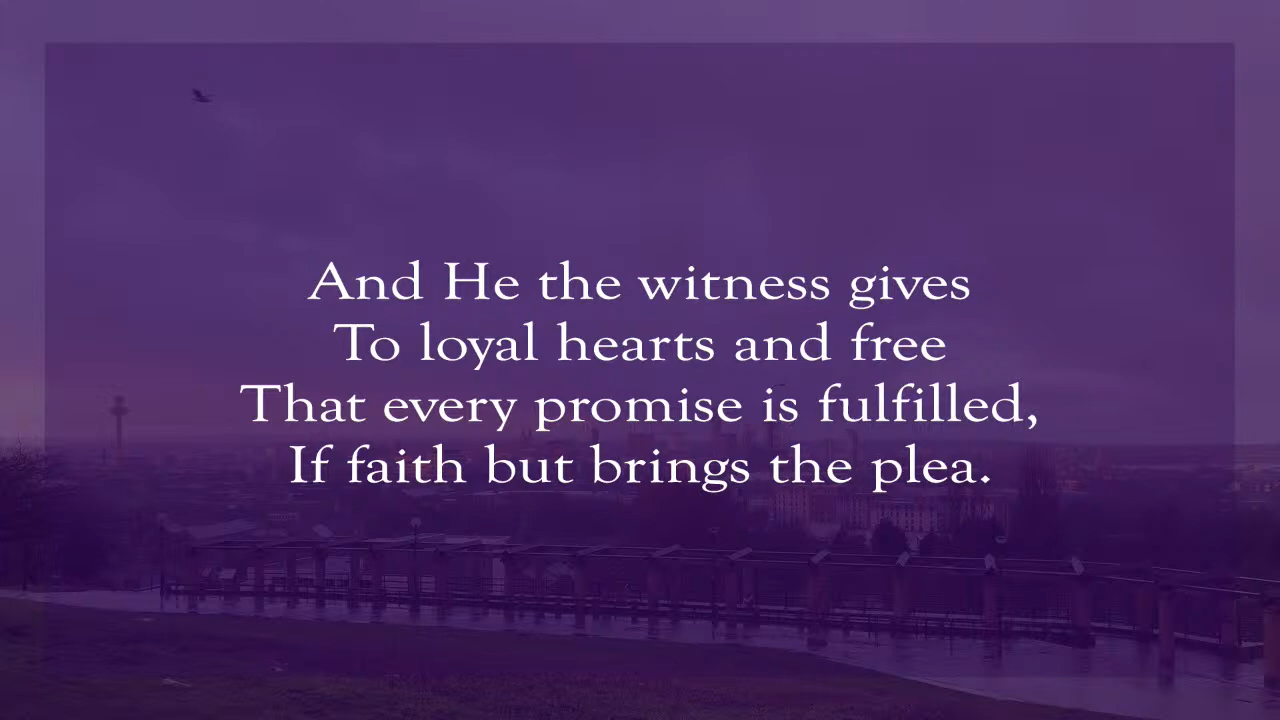 And He the witness gives
To loyal hearts and free
That every promise is fulfilled,
If faith but brings the plea.